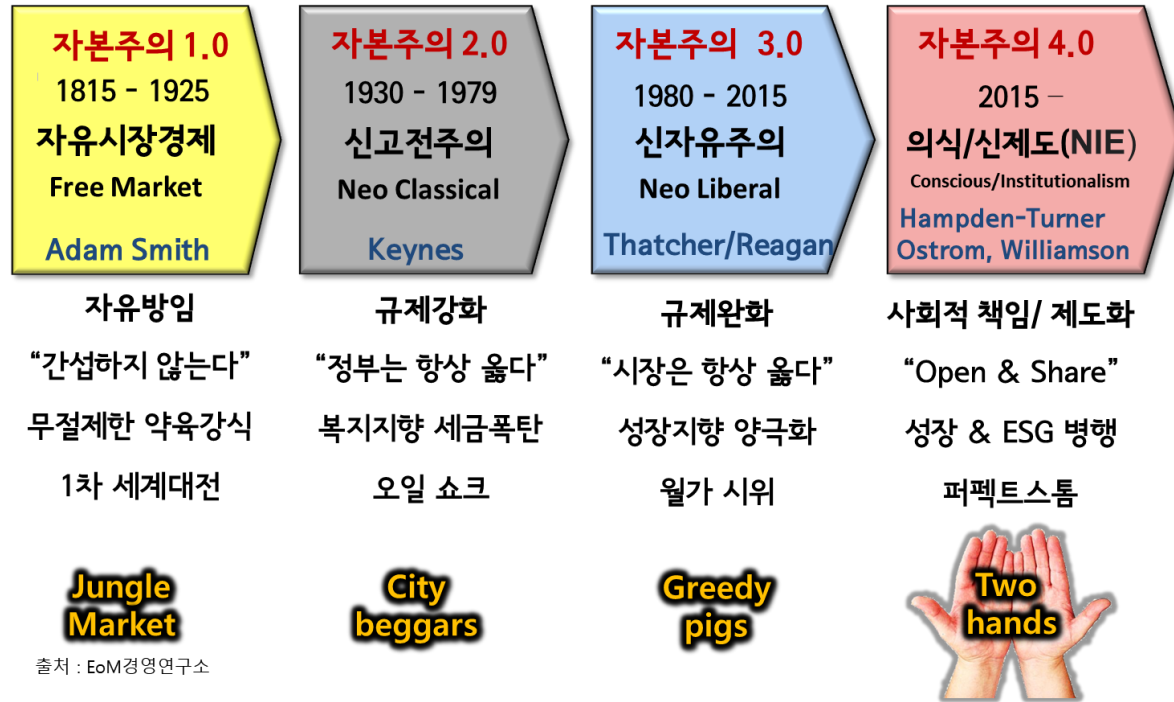 자본주의 1.0
1815 - 1925
자유시장경제
Free Market
Adam Smith
자유방임
“간섭하지 않는다”
무절제한 약육강식
1차 세계대전
Jungle
Market
출처 : EoM경영연구소
자본주의 2.0
1930 - 1979
신고전주의
Neo Classical
Keynes
규제강화
“정부는 항상 옳다”
복지지향 세금폭탄
오일 쇼크
City
beggars
자본주의 3.0
1980 - 2015
신자유주의
Neo Liberal
Thatcher/Reagan
규제완화
“시장은 항상 옳다”
성장지향 양극화
월가 시위
Greedy
pigs
자본주의 4.0
2015 –
의식/신제도(NIE)
Conscious/Institutionalism
Hampden-Turner
Ostrom, Williamson
사회적 책임/ 제도화
“Open & Share”
성장 & ESG 병행
퍼펙트스톰
Two
hands